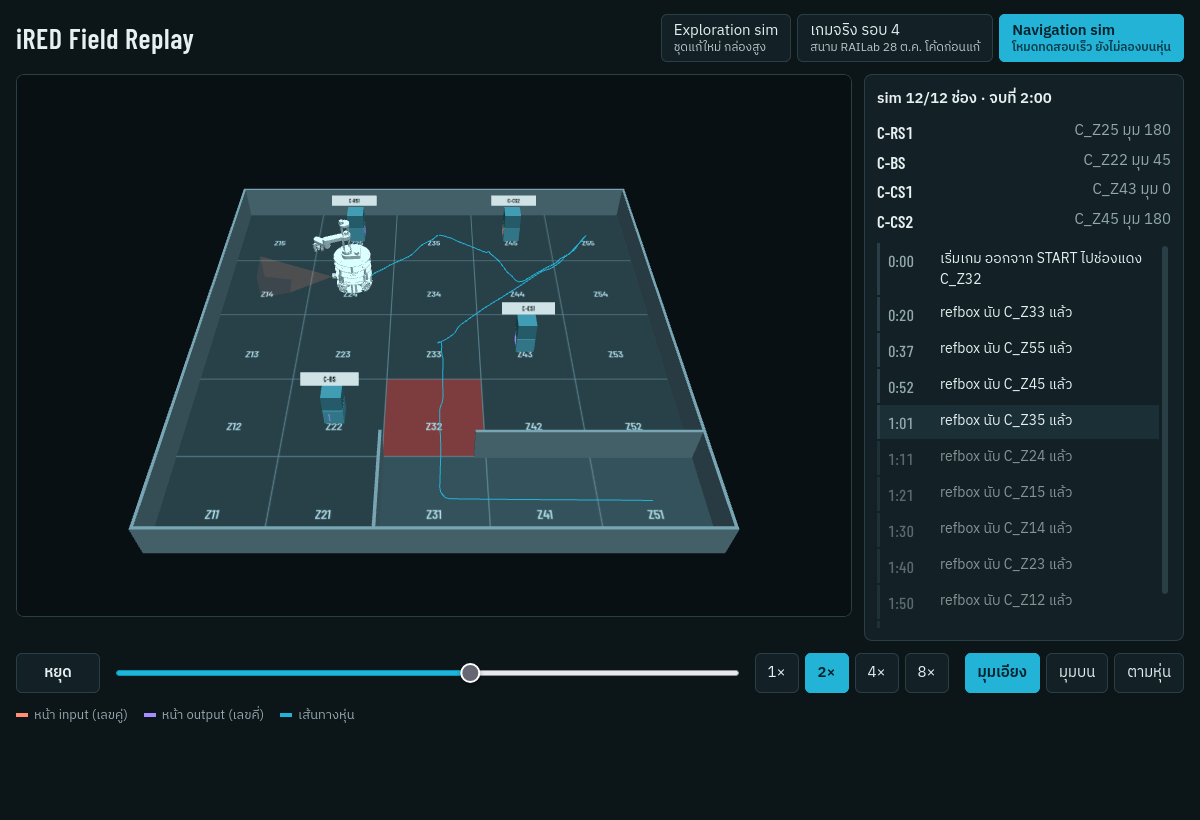 iRED Field Replay
Exploration sim
ชุดแก้ใหม่ กล่องสูง
เกมจริง รอบ 4
สนาม RAILab 28 ต.ค. โค้ดก่อนแก้
Navigation sim
โหมดทดสอบเร็ว ยังไม่ลองบนหุ่น
C-RS1
C-CS2
Z15
Z35
Z45
Z55
Z14
Z24
Z34
Z44
Z54
C-CS1
Z13
Z23
Z33
Z43
Z53
C-BS
Z12
Z22
Z32
Z42
Z52
Z11
Z21
Z31
Z41
Z51
sim 12/12 ช่อง · จบที่ 2:00
C-RS1 C_Z25 มุม 180
C-BS C_Z22 มุม 45
C-CS1 C_Z43 มุม 0
C-CS2 C_Z45 มุม 180
0:00 เริ่มเกม ออกจาก START ไปช่องแดง
C_Z32
0:20 refbox นับ C_Z33 แล้ว
0:37 refbox นับ C_Z55 แล้ว
0:52 refbox นับ C_Z45 แล้ว
1:01 refbox นับ C_Z35 แล้ว
1:11 refbox นับ C_Z24 แล้ว
1:21 refbox นับ C_Z15 แล้ว
1:30 refbox นับ C_Z14 แล้ว
1:40 refbox นับ C_Z23 แล้ว
1:50 refbox นับ C_Z12 แล้ว
หยุด
1×
2×
4×
8×
มุมเอียง
มุมบน
ตามหุ่น
หน้า input (เลขคู่)
หน้า output (เลขคี่)
เส้นทางหุ่น